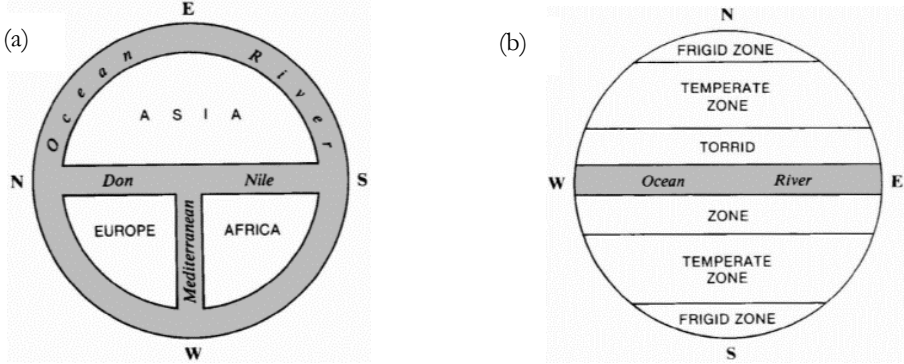 (a)
E
Ocean River
ASIA
N
Don
Nile
S
EUROPE
Mediterranean
AFRICA
W
(b)
N
FRIGID ZONE
TEMPERATE
ZONE
TORRID
W
Ocean
River
E
ZONE
TEMPERATE
ZONE
FRIGID ZONE
S